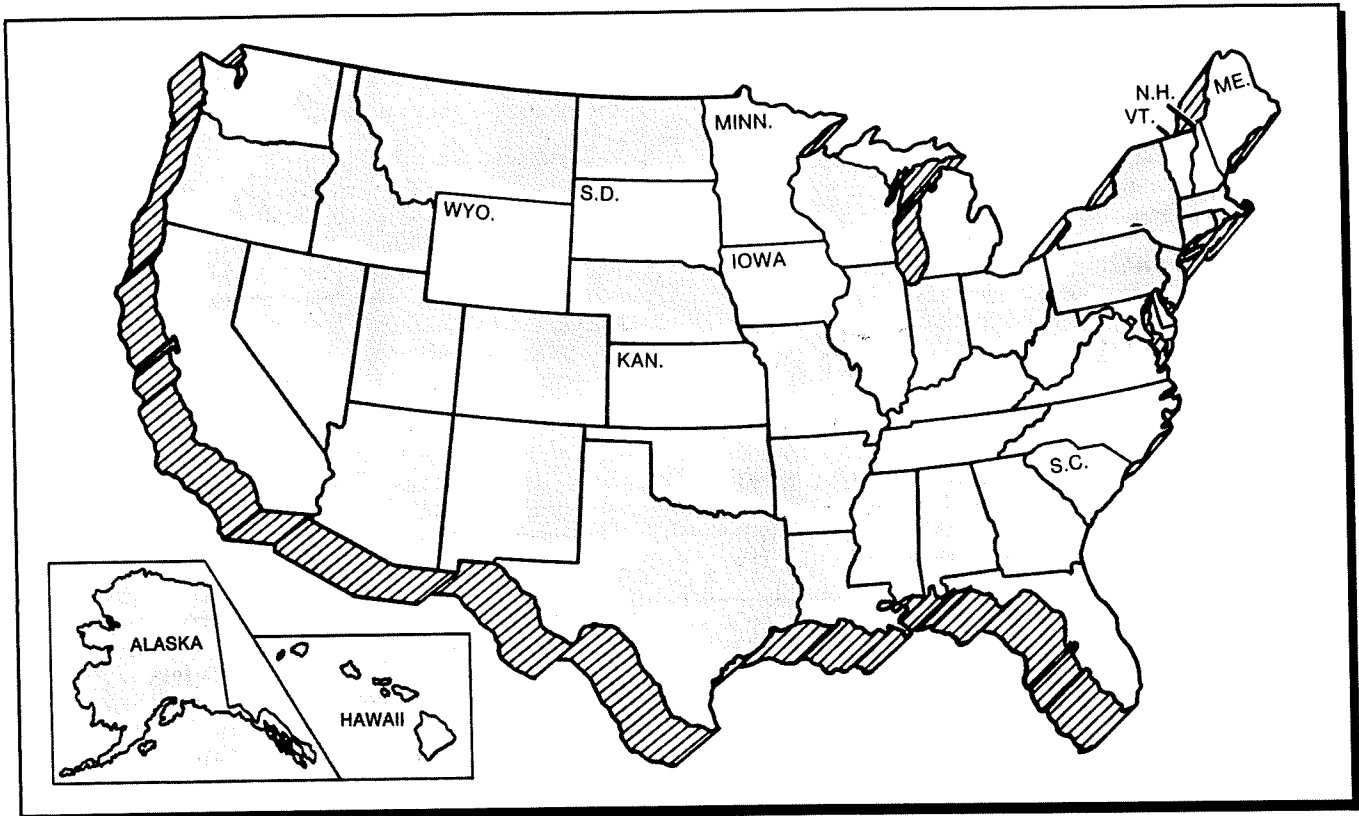 MINN.
N.H.
ME.
VT.
S.D.
WYO.
IOWA
KAN.
S.C.
ALASKA
HAWAII